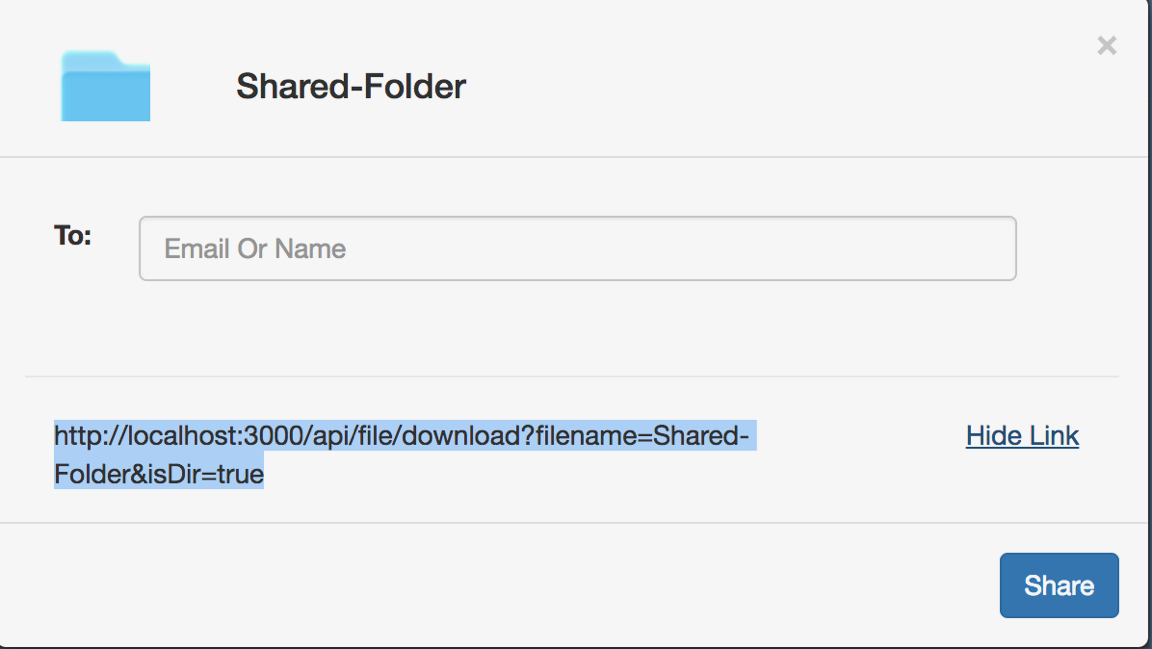 ×
Shared-Folder
To:
Email Or Name
http://localhost:3000/api/file/download?filename=Shared-
Folder&isDir=true
Hide Link
Share